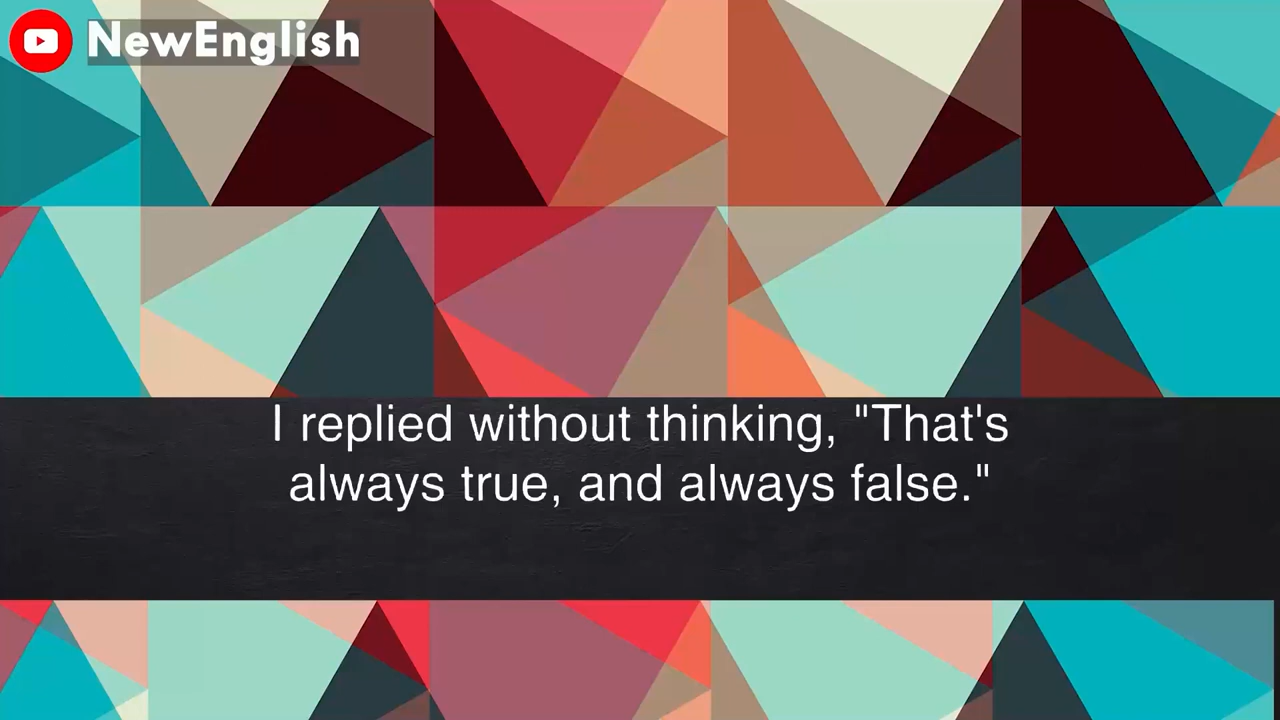 NewEnglish
I replied without thinking, "That's
always true, and always false."